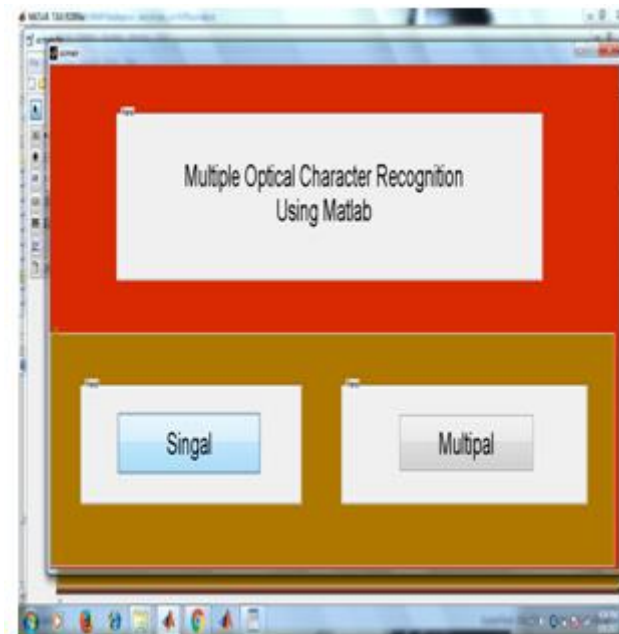 Multiple Optical Character Recognition
Using Matlab
Singal
Multipal